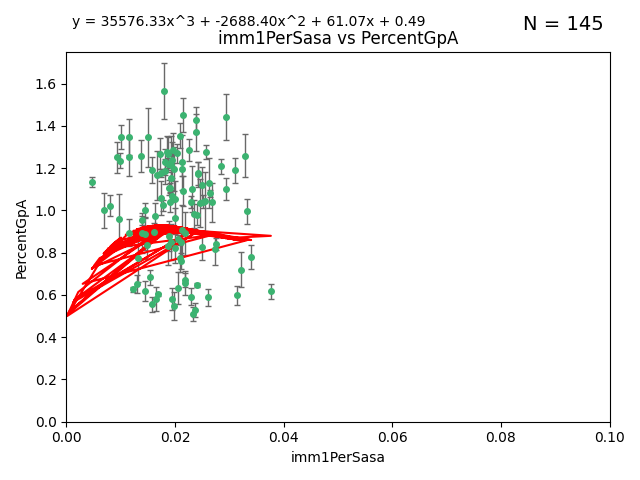 y = 35576.33x^3 + -2688.40x^2 + 61.07x + 0.49
N = 145
imm1PerSasa vs PercentGpA
PercentGpA
1.6
1.4
1.2
1.0
0.8
0.6
0.4
0.2
0.0
0.00 0.02 0.04 0.06 0.08 0.10
imm1PerSasa